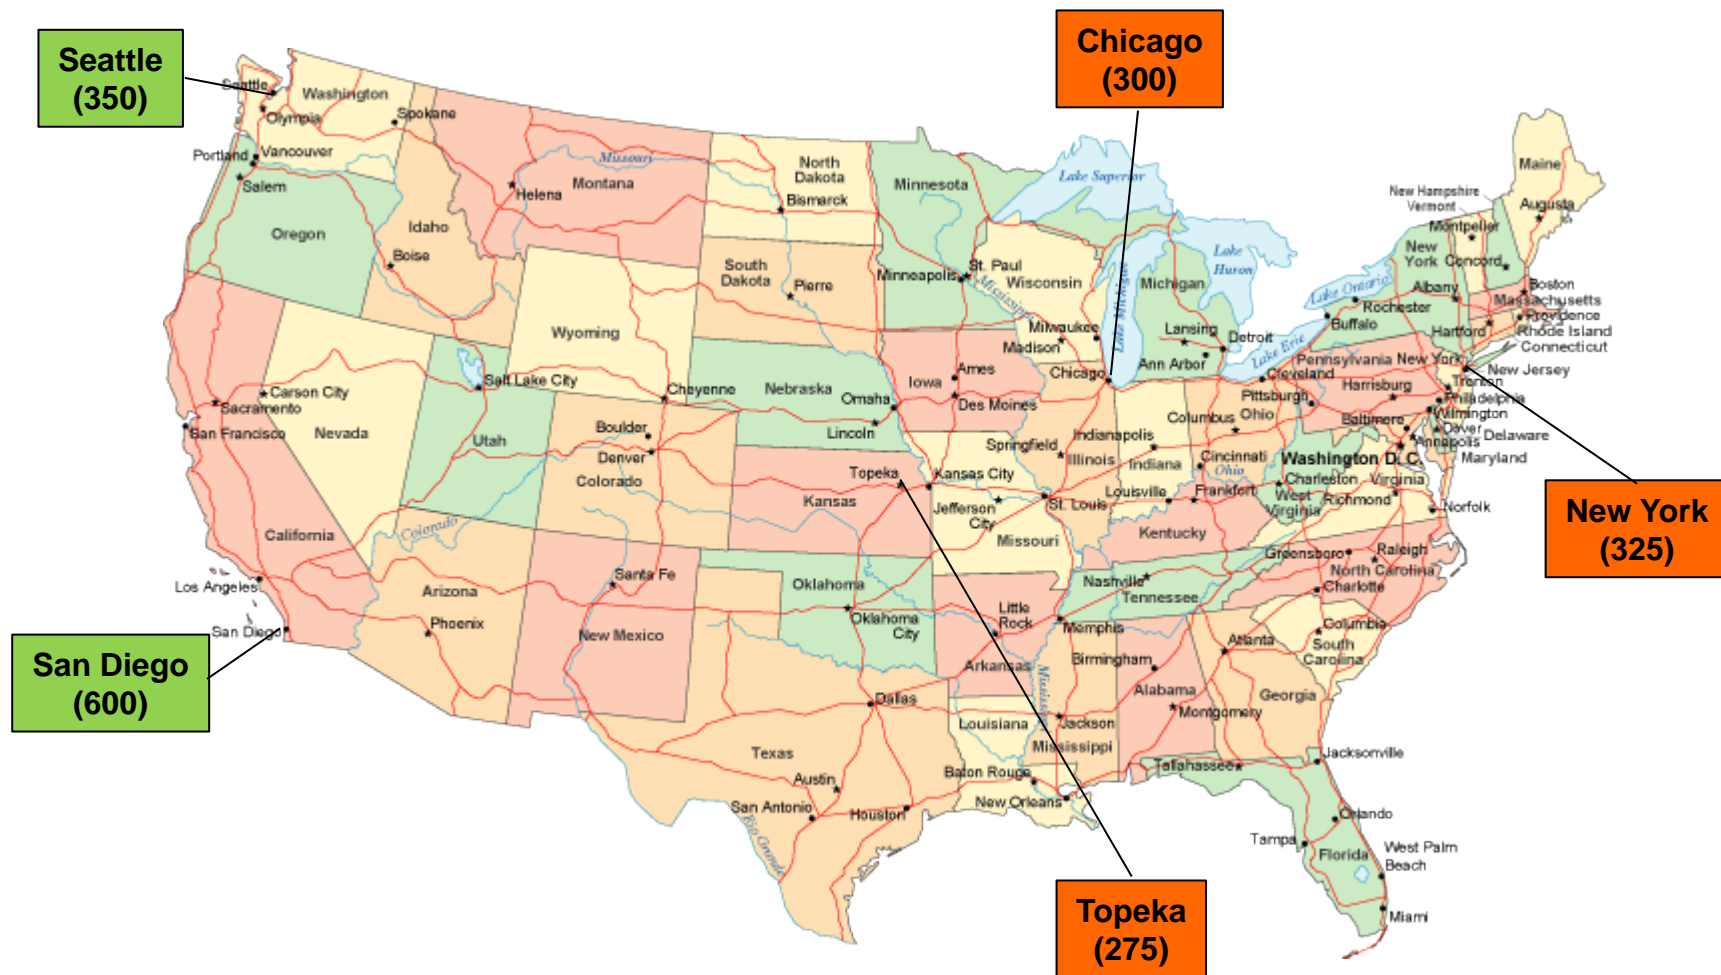 Seattle
(350)
Chicago
(300)
San Diego
(600)
New York
(325)
Topeka
(275)
Seattle
Washington
Olympia
Spokane
Portland
Vancouver
Salem
Oregon
Idaho
Boise
Missouri
Montana
Helena
North
Dakota
Bismarck
South
Dakota
Pierre
Minnesota
Minneapolis
St. Paul
Mississippi
Wisconsin
Milwaukee
Madison
Lake Superior
Lake Michigan
Lake
Huron
Michigan
Lansing
Ann Arbor
Detroit
Lake Erie
Lake Ontario
New Hampshire
Vermont
Montpelier
Maine
Augusta
New
York
Concord
Albany
Rochester
Buffalo
Boston
Massachusetts
Providence
Rhode Island
Hartford
Connecticut
Pennsylvania
New York
New Jersey
Trenton
Harrisburg
Philadelphia
Pittsburgh
Wilmington
Baltimore
Dover
Delaware
Annapolis
Maryland
Washington D. C.
Cleveland
Columbus
Ohio
Cincinnati
Ohio
Indianapolis
Indiana
Chicago
Springfield
Illinois
Iowa
Ames
Des Moines
Wyoming
Cheyenne
Nebraska
Omaha
Lincoln
Salt Lake City
Utah
Carson City
Nevada
Sacramento
San Francisco
California
Los Angeles
San Diego
Boulder
Denver
Colorado
Colorado
Topeka
Kansas
Kansas City
Jefferson
City
Missouri
St. Louis
Louisville
Frankfort
Kentucky
Charleston
West
Virginia
Virginia
Richmond
Norfolk
Arizona
Phoenix
Santa Fe
New Mexico
Oklahoma
Oklahoma
City
Little
Rock
Arkansas
Memphis
Nashville
Tennessee
Greensboro
Raleigh
North Carolina
Charlotte
Columbia
South
Carolina
Atlanta
Georgia
Birmingham
Alabama
Montgomery
Mississippi
Jackson
Mississippi
Louisiana
Baton Rouge
New Orleans
Dallas
Texas
Austin
San Antonio
Houston
Rio Grande
Tallahassee
Jacksonville
Orlando
Tampa
Florida
West Palm
Beach
Miami